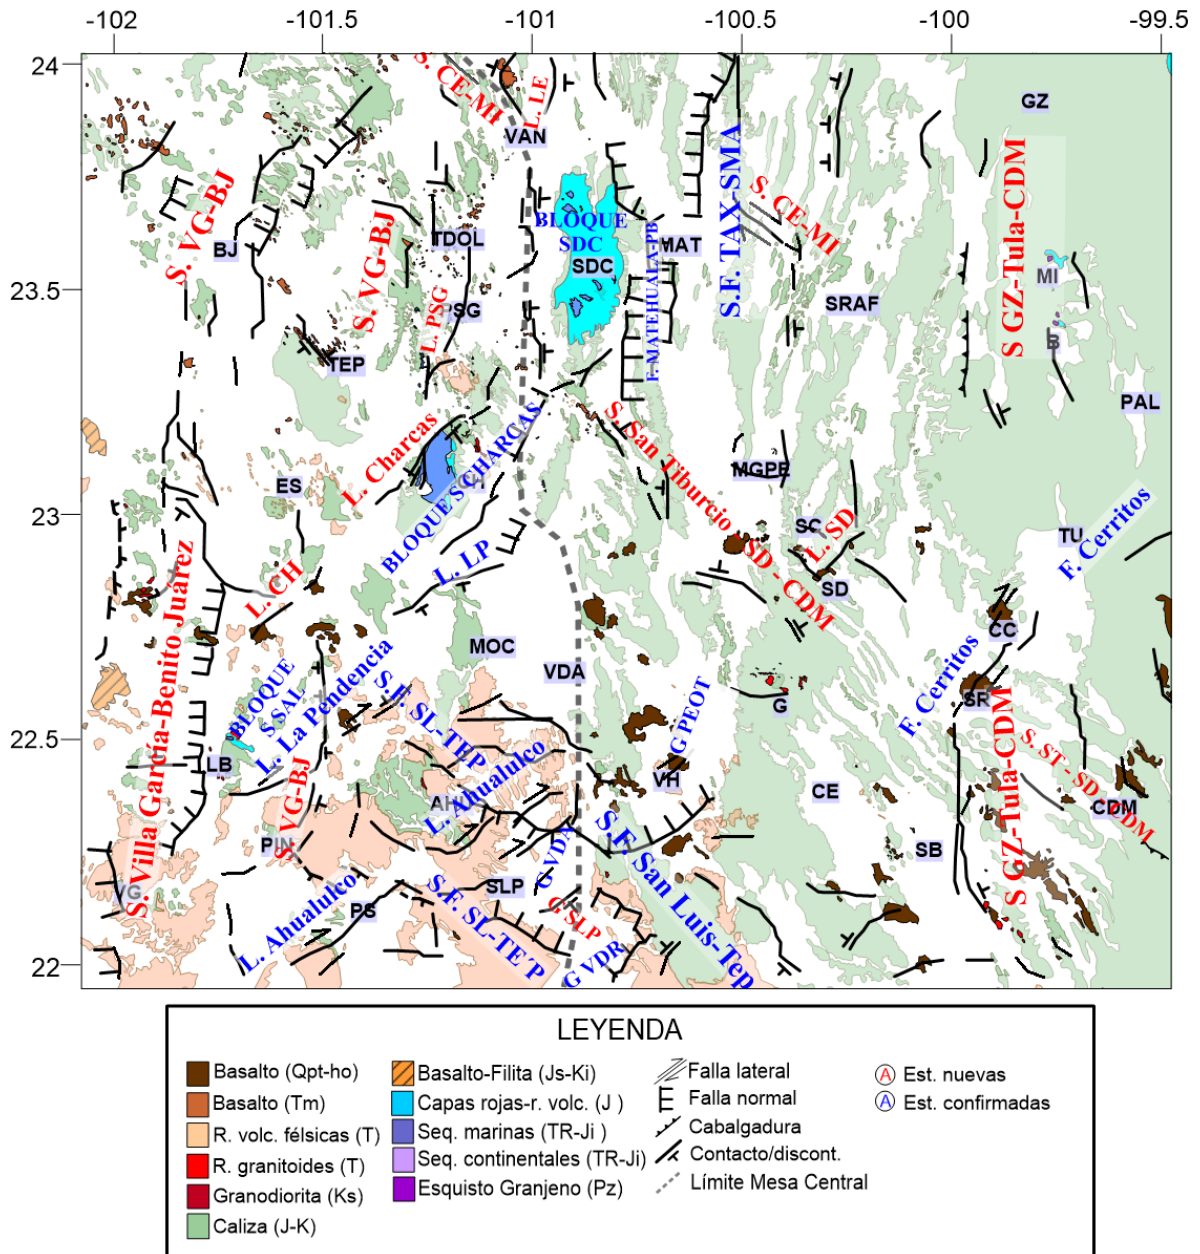 -102 -101.5 -101 -100.5 -100 -99.5
24
23.5
23
22.5
22
S. CE-MI
L. LE
VAN
GZ
S. VG-BJ
BJ
S. VG-BJ
TDOL
BLOQUE
SDC
SDC
MAT
F. MATEHUALA-PB
S.F. TAX-SMA
S. CE-MI
S GZ-Tula-CDM
MI
B
PSG
L. PSG
SRAF
TEP
PAL
L. Charcas
BLOQUE S CHARCAS
CH
S. San Tiburcio - SD - CDM
MGPE
ES
SC
L. SD
SD
TU
F. Cerritos
L. LP
L. CH
S. Villa García-Benito Juárez
MOC
VDA
CC
F. Cerritos
SR
BLOQUE
S SAL
L. La Pendencia
S.F. SL-TEP
G PEOT
G
S GZ-Tula-CDM
S. ST - SD - CDM
LB
VH
CE
CDM
S. VG-BJ
AH
L. Ahualulco
PIN
G VDA
S.F. San Luis-Tep
SB
VG
L. Ahualulco
PS
SLP
S.F. SL-TE'P
G SLP
G VDR
LEYENDA
Basalto (Qpt-ho)
Basalto (Tm)
R. volc. félsicas (T)
R. granitoides (T)
Granodiorita (Ks)
Caliza (J-K)
Basalto-Filita (Js-Ki)
Capas rojas-r. volc. (J )
Seq. marinas (TR-Ji )
Seq. continentales (TR-Ji)
Esquisto Granjeno (Pz)
Falla lateral
Falla normal
Cabalgadura
Contacto/discont.
Límite Mesa Central
A Est. nuevas
A Est. confirmadas